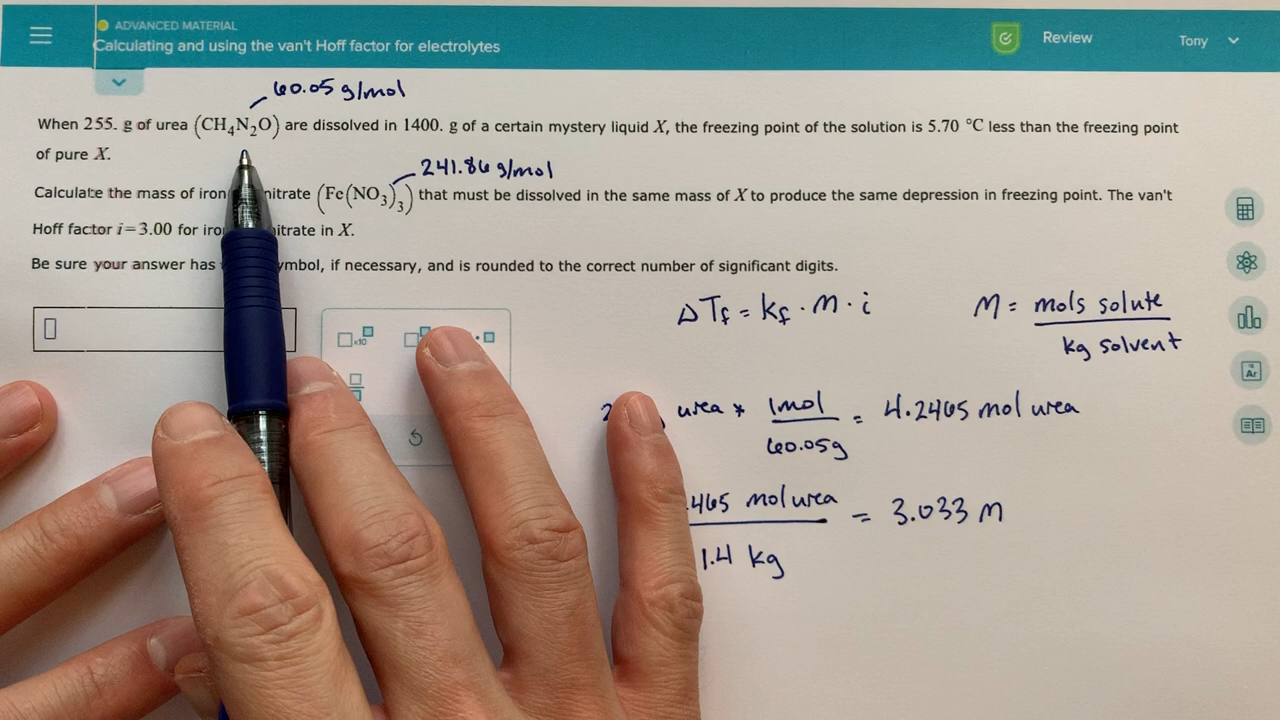 ADVANCED MATERIAL
Calculating and using the van't Hoff factor for electrolytes
Review
Tony
60.05 g/mol
When 255. g of urea (CH₄N₂O) are dissolved in 1400. g of a certain mystery liquid X, the freezing point of the solution is 5.70 °C less than the freezing point
of pure X.
241.86 g/mol
Calculate the mass of iron nitrate (Fe(NO₃)₃) that must be dissolved in the same mass of X to produce the same depression in freezing point. The van't
Hoff factor i=3.00 for in X.
Be sure your answer has if necessary, and is rounded to the correct number of significant digits.
ΔTf = kf · m · i
m = mols solute
kg solvent
x10
urea * 1mol = 4.2465 mol urea
60.05g
mol urea = 3.033 m
1.4 kg
Ar